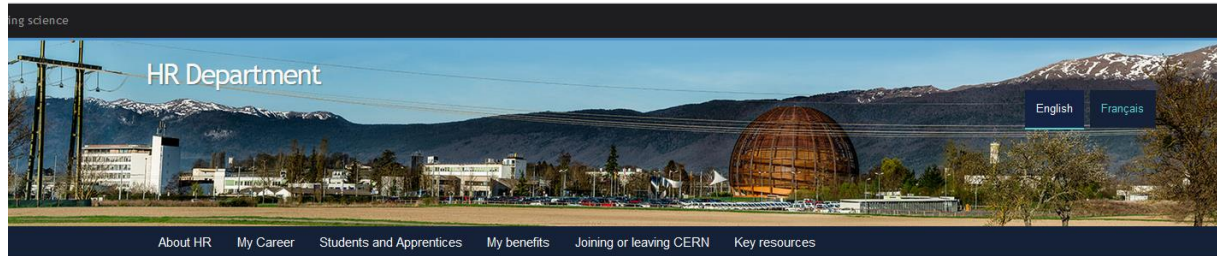 ing science
HR Department
English Français
About HR My Career Students and Apprentices My benefits Joining or leaving CERN Key resources